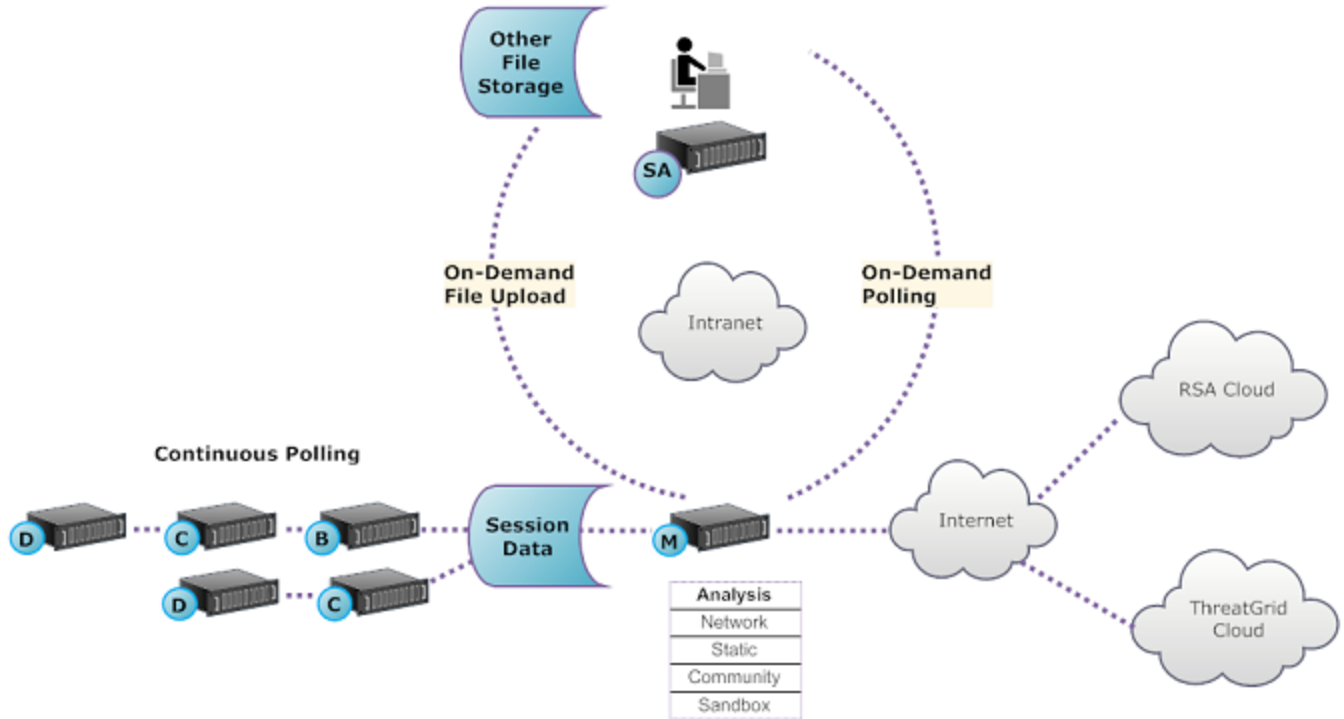 Other
File
Storage
SA
On-Demand
File Upload
On-Demand
Polling
Intranet
RSA Cloud
Continuous Polling
D
C
B
Session
Data
M
Internet
D
C
Analysis
Network
Static
Community
Sandbox
ThreatGrid
Cloud